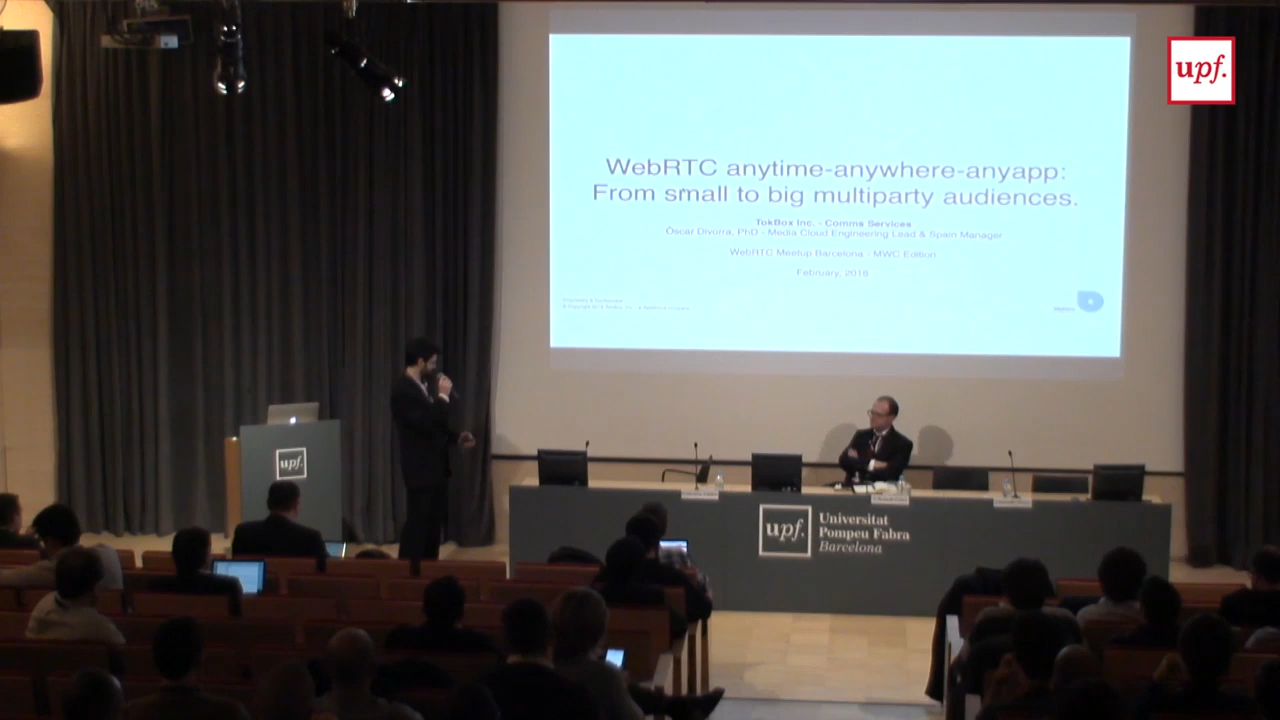 upf.
WebRTC anytime-anywhere-anyapp:
From small to big multiparty audiences.
TokBox Inc. - Comms Services
Òscar Divorra, PhD - Media Cloud Engineering Lead & Spain Manager
WebRTC Meetup Barcelona - MWC Edition
February, 2016
upf.
upf.
Universitat
Pompeu Fabra
Barcelona